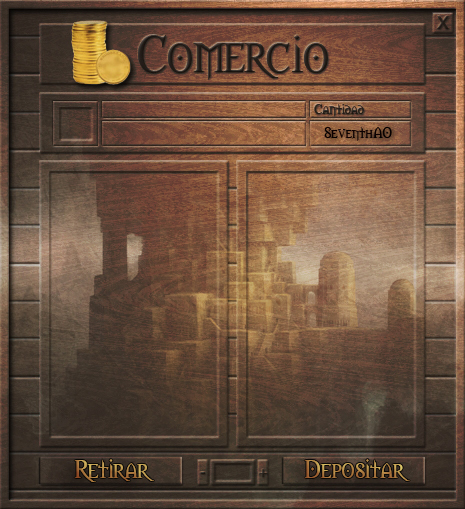 X
Comercio
Cantidad
SeventhAO
Retirar
- +
Depositar